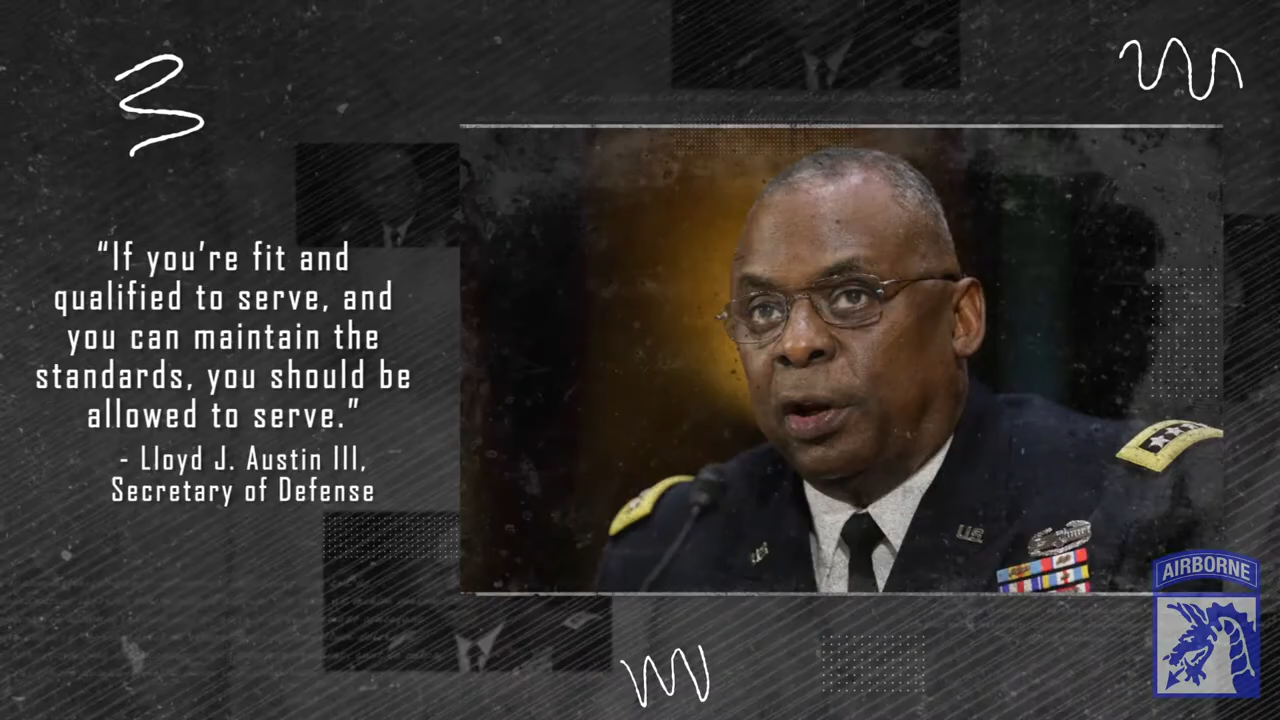 “If you’re fit and
qualified to serve, and
you can maintain the
standards, you should be
allowed to serve.”
- Lloyd J. Austin III,
Secretary of Defense
U.S.
AIRBORNE